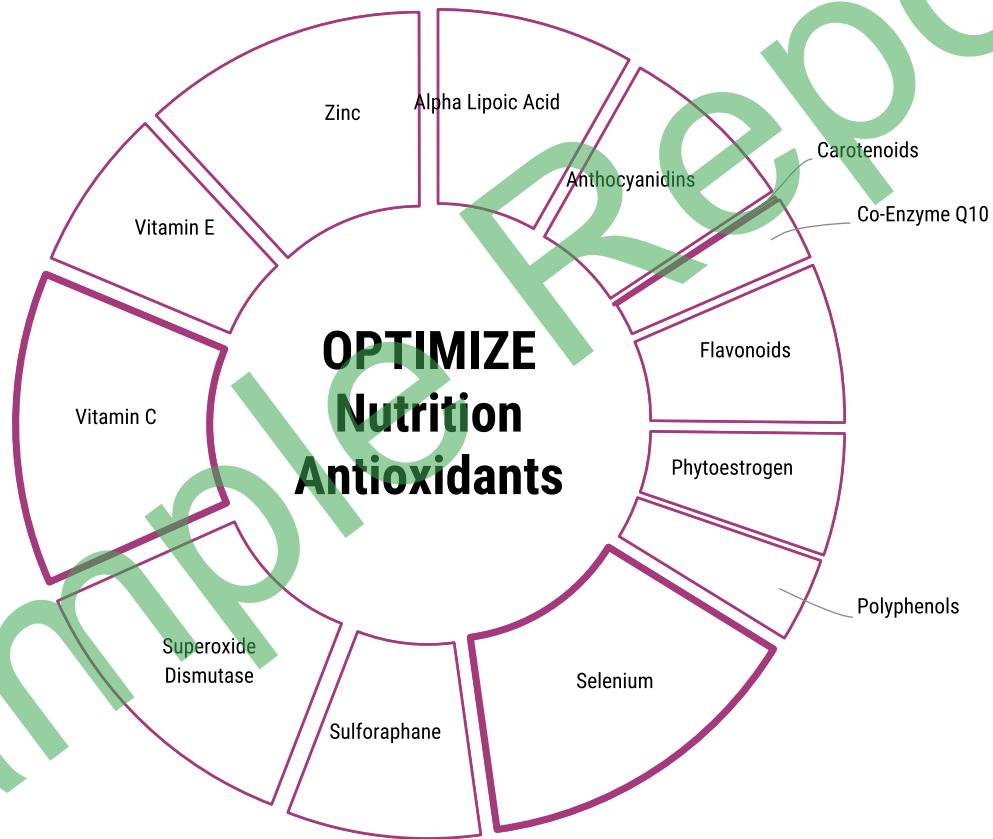 Zinc
Alpha Lipoic Acid
Anthocyanidins
Carotenoids
Co-Enzyme Q10
Flavonoids
Phytoestrogen
Polyphenols
Selenium
Sulforaphane
Superoxide
Dismutase
Vitamin C
Vitamin E
OPTIMIZE
Nutrition
Antioxidants
ample Repo